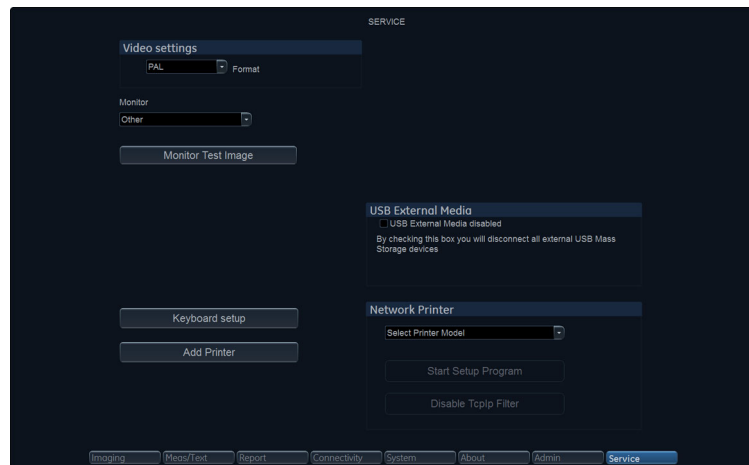 SERVICE
Video settings
PAL Format
Monitor
Other
Monitor Test Image
USB External Media
USB External Media disabled
By checking this box you will disconnect all external USB Mass
Storage devices
Keyboard setup
Add Printer
Network Printer
Select Printer Model
Start Setup Program
Disable TcpIp Filter
Imaging Meas/Text Report Connectivity System About Admin Service